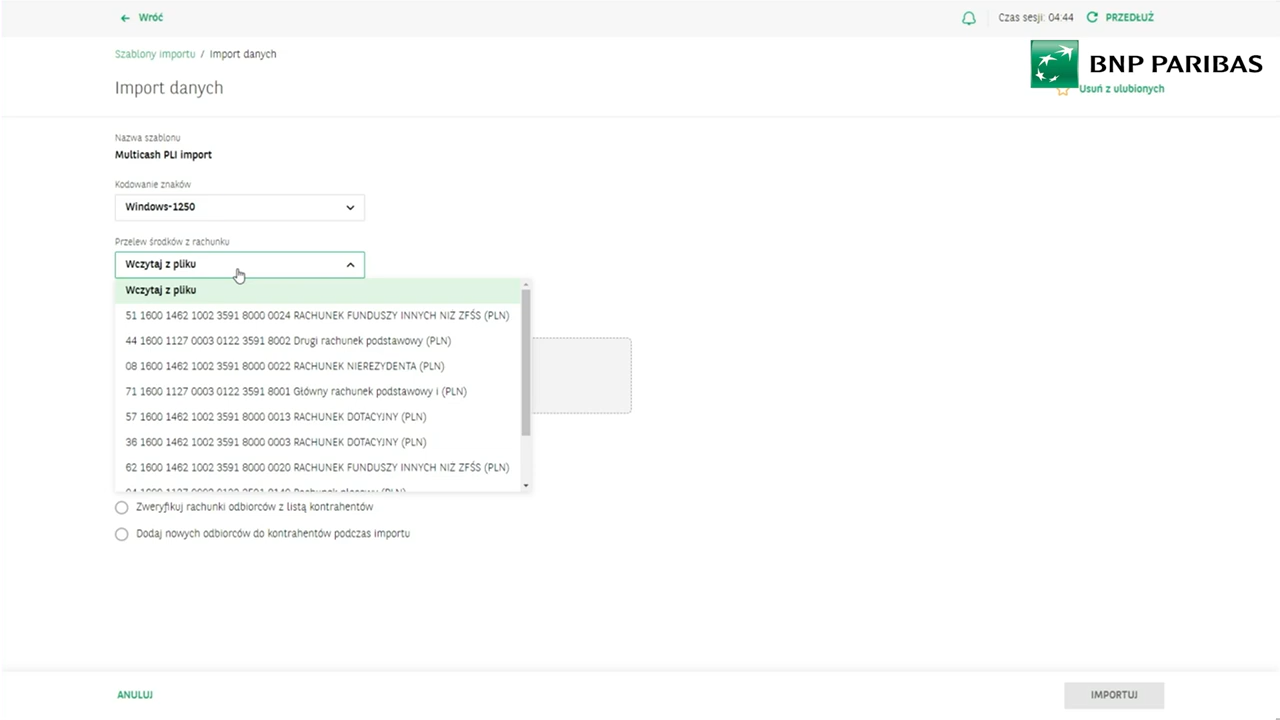 Wróć
Czas sesji: 04:44
PRZEDŁUŻ
Szablony importu / Import danych
BNP PARIBAS
Import danych
Usuń z ulubionych
Nazwa szablonu
Multicash PLI import
Kodowanie znaków
Windows-1250
Przelew środków z rachunku
Wczytaj z pliku
Wczytaj z pliku
51 1600 1462 1002 3591 8000 0024 RACHUNEK FUNDUSZY INNYCH NIŻ ZFŚS (PLN)
44 1600 1127 0003 0122 3591 8002 Drugi rachunek podstawowy (PLN)
08 1600 1462 1002 3591 8000 0022 RACHUNEK NIEREZYDENTA (PLN)
71 1600 1127 0003 0122 3591 8001 Główny rachunek podstawowy i (PLN)
57 1600 1462 1002 3591 8000 0013 RACHUNEK DOTACYJNY (PLN)
36 1600 1462 1002 3591 8000 0003 RACHUNEK DOTACYJNY (PLN)
62 1600 1462 1002 3591 8000 0020 RACHUNEK FUNDUSZY INNYCH NIŻ ZFŚS (PLN)
Zweryfikuj rachunki odbiorców z listą kontrahentów
Dodaj nowych odbiorców do kontrahentów podczas importu
ANULUJ
IMPORTUJ